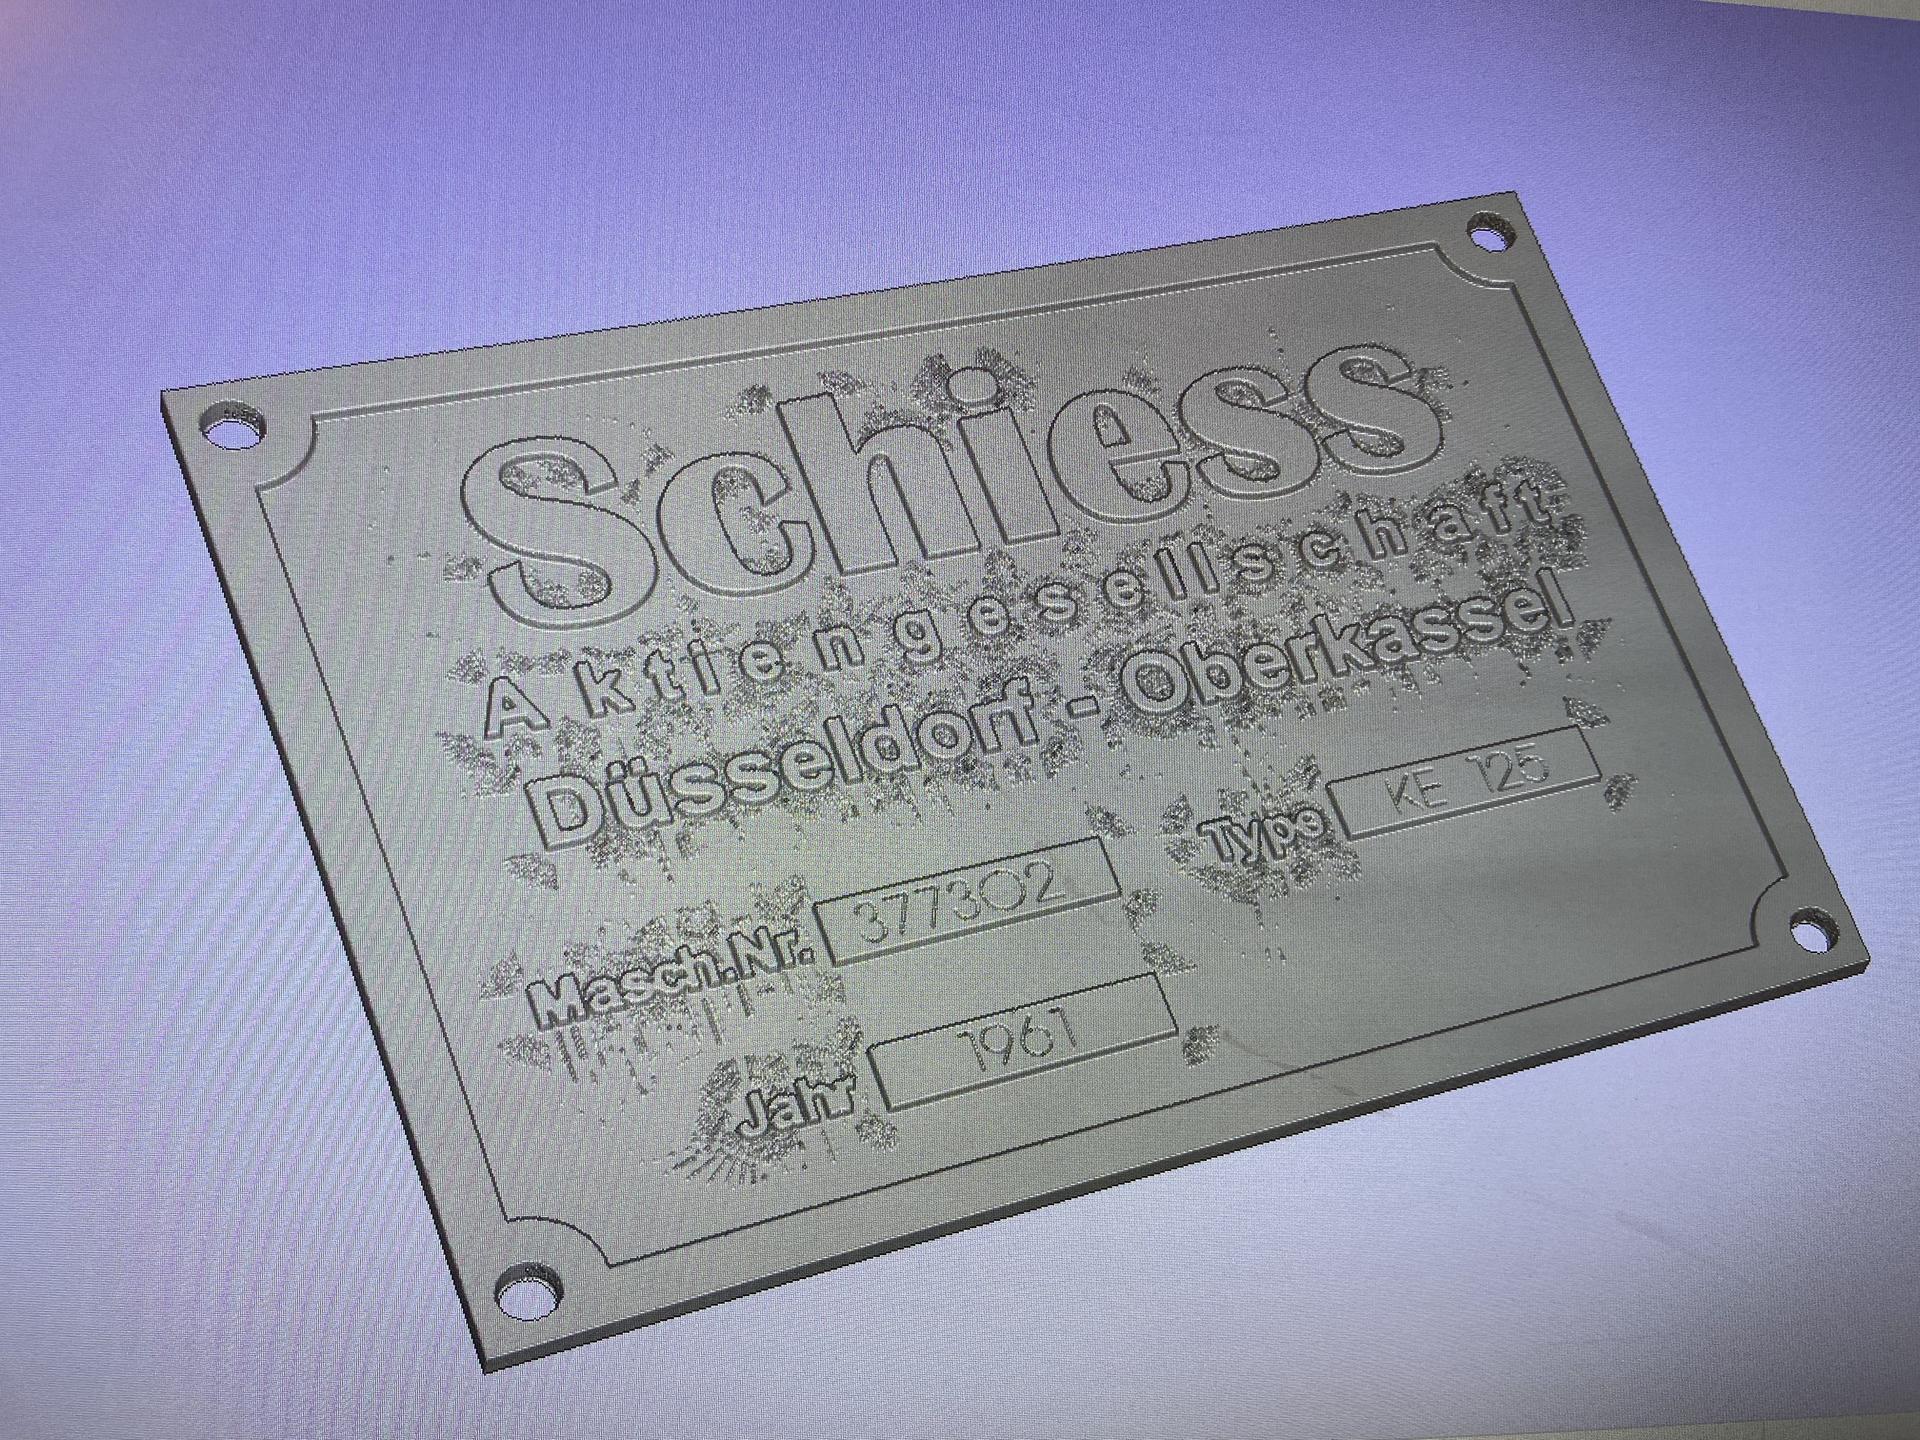 Schiess
Aktiengesellschaft
Düsseldorf - Oberkassel
Type KE 125
Masch.Nr. 377302
Jahr 1961